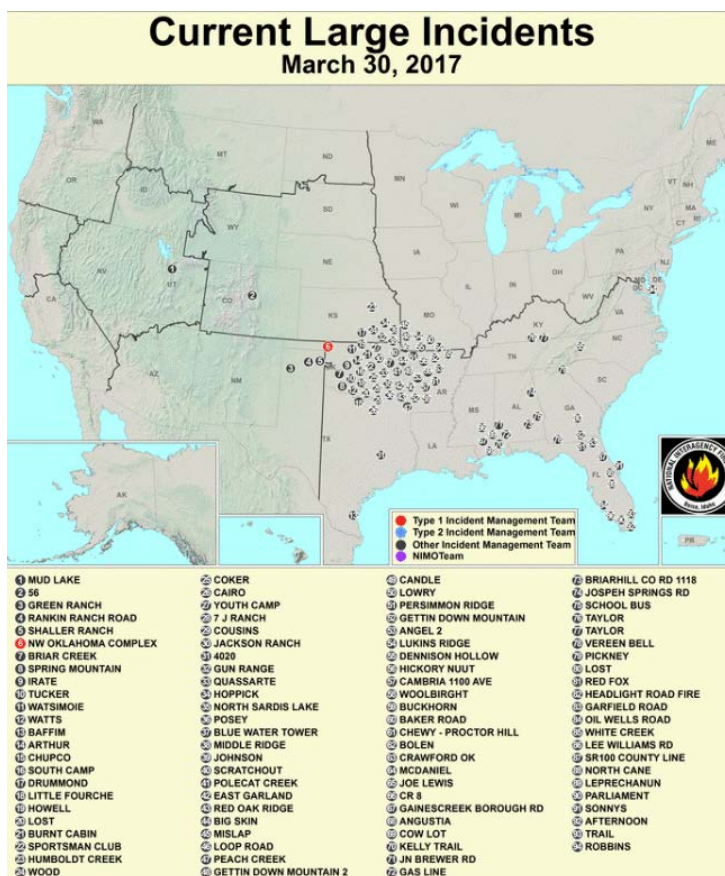 Current Large Incidents
March 30, 2017
WA
MT
ND
MN
ME
OR
ID
SD
WI
MI
VT
NH
NY
MA
CT
RI
WY
IA
PA
NJ
NE
NV
UT
CO
IL
IN
OH
MD
DE
DC
WV
VA
CA
KS
MO
KY
NC
TN
AZ
NM
AR
SC
MS
AL
GA
TX
LA
FL
AK
HI
PR
NATIONAL INTERAGENCY FIRE
Boise, Idaho
Type 1 Incident Management Team
Type 2 Incident Management Team
Other Incident Management Team
NIMOTeam
1 MUD LAKE
2 56
3 GREEN RANCH
4 RANKIN RANCH ROAD
5 SHALLER RANCH
6 NW OKLAHOMA COMPLEX
7 BRIAR CREEK
8 SPRING MOUNTAIN
9 IRATE
10 TUCKER
11 WATSIMOIE
12 WATTS
13 BAFFIM
14 ARTHUR
15 CHUPCO
16 SOUTH CAMP
17 DRUMMOND
18 LITTLE FOURCHE
19 HOWELL
20 LOST
21 BURNT CABIN
22 SPORTSMAN CLUB
23 HUMBOLDT CREEK
24 WOOD
25 COKER
26 CAIRO
27 YOUTH CAMP
28 7 J RANCH
29 COUSINS
30 JACKSON RANCH
31 4020
32 GUN RANGE
33 QUASSARTE
34 HOPPICK
35 NORTH SARDIS LAKE
36 POSEY
37 BLUE WATER TOWER
38 MIDDLE RIDGE
39 JOHNSON
40 SCRATCHOUT
41 POLECAT CREEK
42 EAST GARLAND
43 RED OAK RIDGE
44 BIG SKIN
45 MISLAP
46 LOOP ROAD
47 PEACH CREEK
48 GETTIN DOWN MOUNTAIN 2
49 CANDLE
50 LOWRY
51 PERSIMMON RIDGE
52 GETTIN DOWN MOUNTAIN
53 ANGEL 2
54 LUKINS RIDGE
55 DENNISON HOLLOW
56 HICKORY NUUT
57 CAMBRIA 1100 AVE
58 WOOLBIRGHT
59 BUCKHORN
60 BAKER ROAD
61 CHEWY - PROCTOR HILL
62 BOLEN
63 CRAWFORD OK
64 MCDANIEL
65 JOE LEWIS
66 CR 8
67 GAINESCREEK BOROUGH RD
68 ANGUSTIA
69 COW LOT
70 KELLY TRAIL
71 JN BREWER RD
72 GAS LINE
73 BRIARHILL CO RD 1118
74 JOSPEH SPRINGS RD
75 SCHOOL BUS
76 TAYLOR
77 TAYLOR
78 VEREEN BELL
79 PICKNEY
80 LOST
81 RED FOX
82 HEADLIGHT ROAD FIRE
83 GARFIELD ROAD
84 OIL WELLS ROAD
85 WHITE CREEK
86 LEE WILLIAMS RD
87 SR100 COUNTY LINE
88 NORTH CANE
89 LEPRECHANUN
90 PARLIAMENT
91 SONNYS
92 AFTERNOON
93 TRAIL
94 ROBBINS